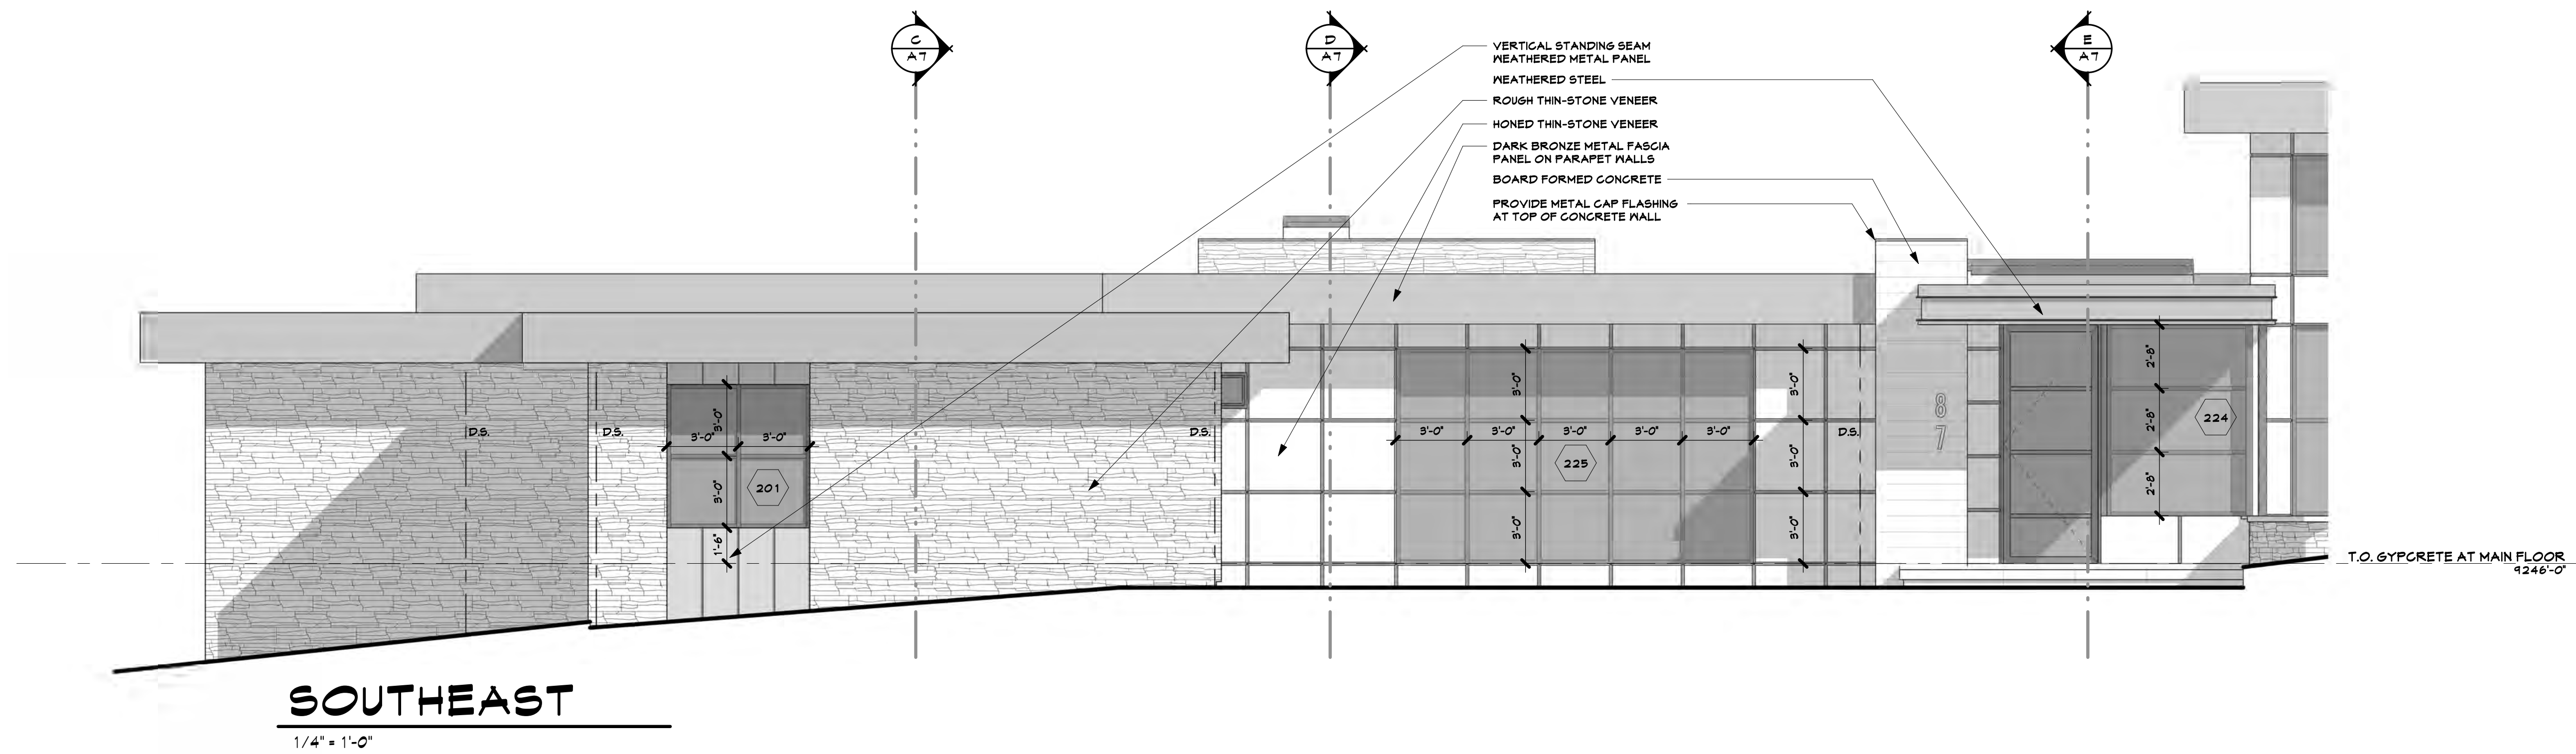 C
A7
D
A7
E
A7
VERTICAL STANDING SEAM
WEATHERED METAL PANEL
WEATHERED STEEL
ROUGH THIN-STONE VENEER
HONED THIN-STONE VENEER
DARK BRONZE METAL FASCIA
PANEL ON PARAPET WALLS
BOARD FORMED CONCRETE
PROVIDE METAL CAP FLASHING
AT TOP OF CONCRETE WALL
D.S.
D.S.
3'-0"
3'-0"
3'-0"
3'-0"
1'-6"
201
D.S.
3'-0"
3'-0"
3'-0"
3'-0"
3'-0"
3'-0"
3'-0"
3'-0"
225
3'-0"
3'-0"
3'-0"
D.S.
8
7
2'-8"
2'-8"
2'-8"
224
T.O. GYPCRETE AT MAIN FLOOR
9246'-0"
SOUTHEAST
1/4" = 1'-0"